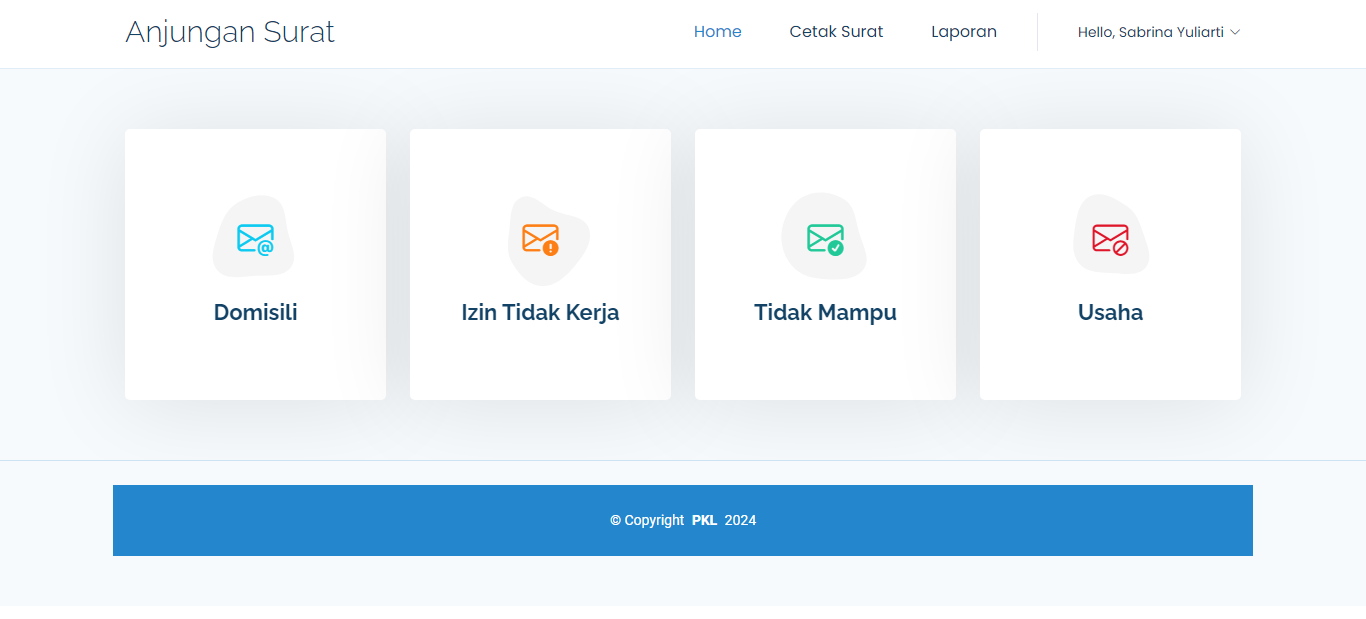 Anjungan Surat
Home
Cetak Surat
Laporan
Hello, Sabrina Yuliarti
Domisili
Izin Tidak Kerja
Tidak Mampu
Usaha
© Copyright PKL 2024